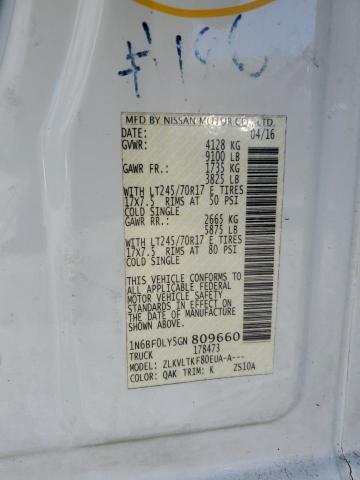 #166
MFD BY NISSAN MOTOR CO., LTD.
DATE: 04/16
GVWR: 4128 KG
9100 LB
GAWR FR.: 1735 KG
3825 LB
WITH LT245/70R17 E TIRES
17X7.5 RIMS AT 50 PSI
COLD SINGLE
GAWR RR.: 2665 KG
5875 LB
WITH LT245/70R17 E TIRES
17X7.5 RIMS AT 80 PSI
COLD SINGLE
THIS VEHICLE CONFORMS TO
ALL APPLICABLE FEDERAL
MOTOR VEHICLE SAFETY
STANDARDS IN EFFECT ON
THE DATE OF MANUFACTURE
SHOWN ABOVE.
1N6BF0LY5GN 809660
TRUCK 178473
MODEL: ZLKVLTKF80EUA-A---
COLOR: QAK TRIM: K ZS10A